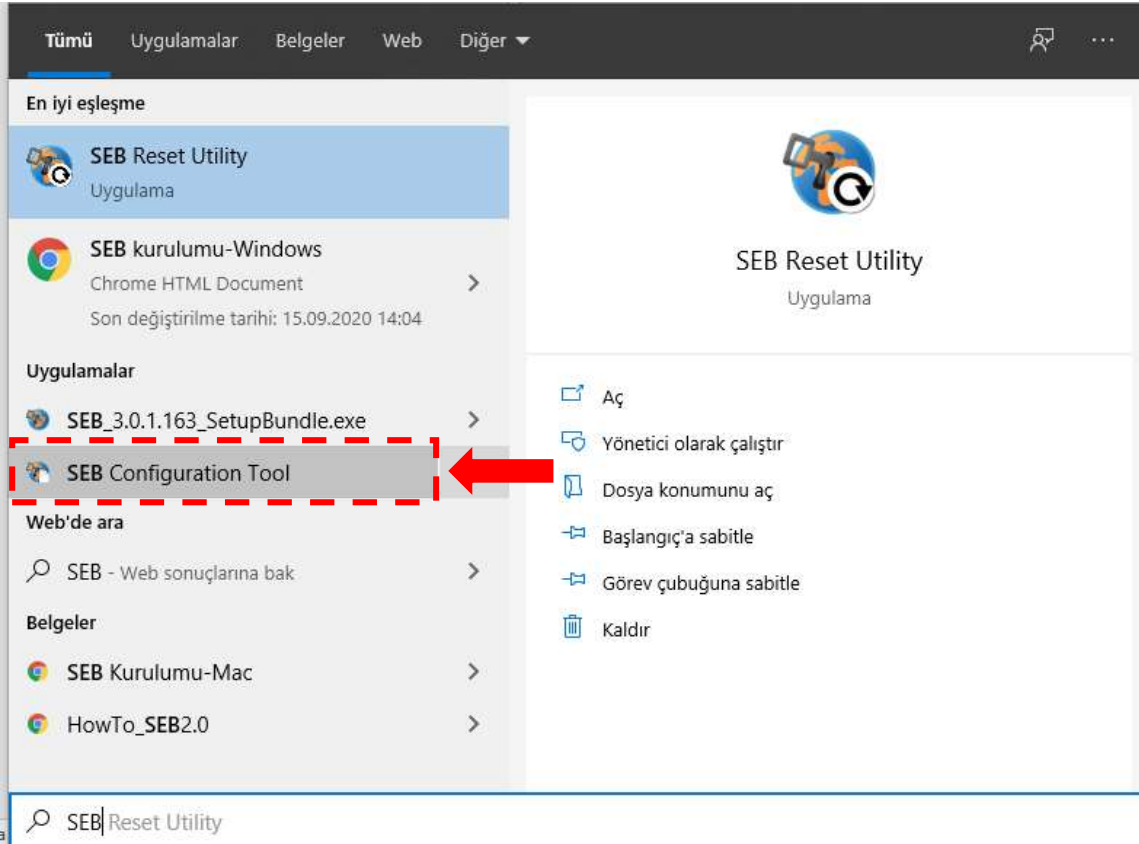 Tümü Uygulamalar Belgeler Web Diğer
En iyi eşleşme
SEB Reset Utility
Uygulama
SEB kurulumu-Windows
Chrome HTML Document
Son değiştirilme tarihi: 15.09.2020 14:04
Uygulamalar
SEB_3.0.1.163_SetupBundle.exe
SEB Configuration Tool
Web'de ara
SEB - Web sonuçlarına bak
Belgeler
SEB Kurulumu-Mac
HowTo_SEB2.0
SEB Reset Utility
Uygulama
Aç
Yönetici olarak çalıştır
Dosya konumunu aç
Başlangıç'a sabitle
Görev çubuğuna sabitle
Kaldır
SEB Reset Utility